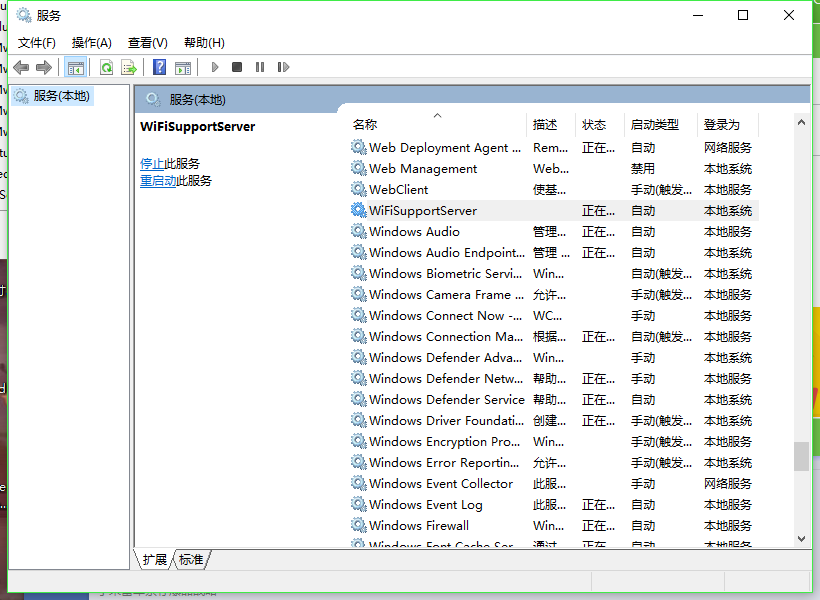 服务
文件(F) 操作(A) 查看(V) 帮助(H)
服务(本地)
服务(本地)
WiFiSupportServer
停止此服务
重启动此服务
名称 描述 状态 启动类型 登录为
Web Deployment Agent ... Rem... 正在... 自动 网络服务
Web Management Web... 禁用 本地系统
WebClient 使基... 手动(触发... 本地服务
WiFiSupportServer 正在... 自动 本地系统
Windows Audio 管理... 正在... 自动 本地服务
Windows Audio Endpoint... 管理 ... 正在... 自动 本地系统
Windows Biometric Servi... Win... 自动(触发... 本地系统
Windows Camera Frame ... 允许... 手动(触发... 本地服务
Windows Connect Now -... WC... 手动 本地服务
Windows Connection Ma... 根据... 正在... 自动(触发... 本地服务
Windows Defender Adva... Win... 手动 本地系统
Windows Defender Netw... 帮助... 正在... 手动 本地服务
Windows Defender Service 帮助... 正在... 自动 本地系统
Windows Driver Foundati... 创建... 正在... 手动(触发... 本地系统
Windows Encryption Pro... Win... 手动(触发... 本地服务
Windows Error Reportin... 允许... 手动(触发... 本地系统
Windows Event Collector 此服... 手动 网络服务
Windows Event Log 此服... 正在... 自动 本地服务
Windows Firewall Win... 正在... 自动 本地服务
Windows Font Cache Ser... 通过... 正在... 自动 本地服务
扩展 标准